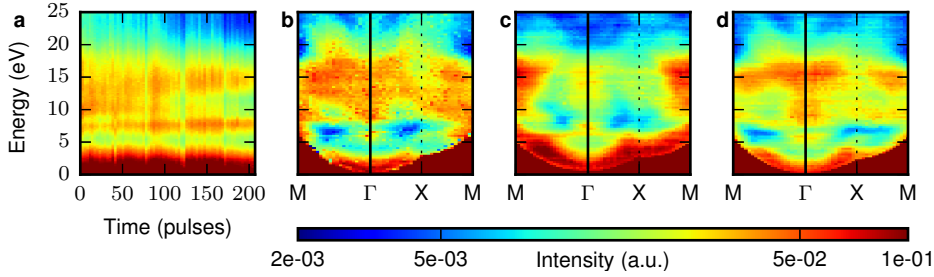 a b c d
25
20
15
10
5
0
Energy (eV)
0 50 100 150 200
M Γ X M M Γ X M M Γ X M
Time (pulses)
2e-03 5e-03 Intensity (a.u.) 5e-02 1e-01